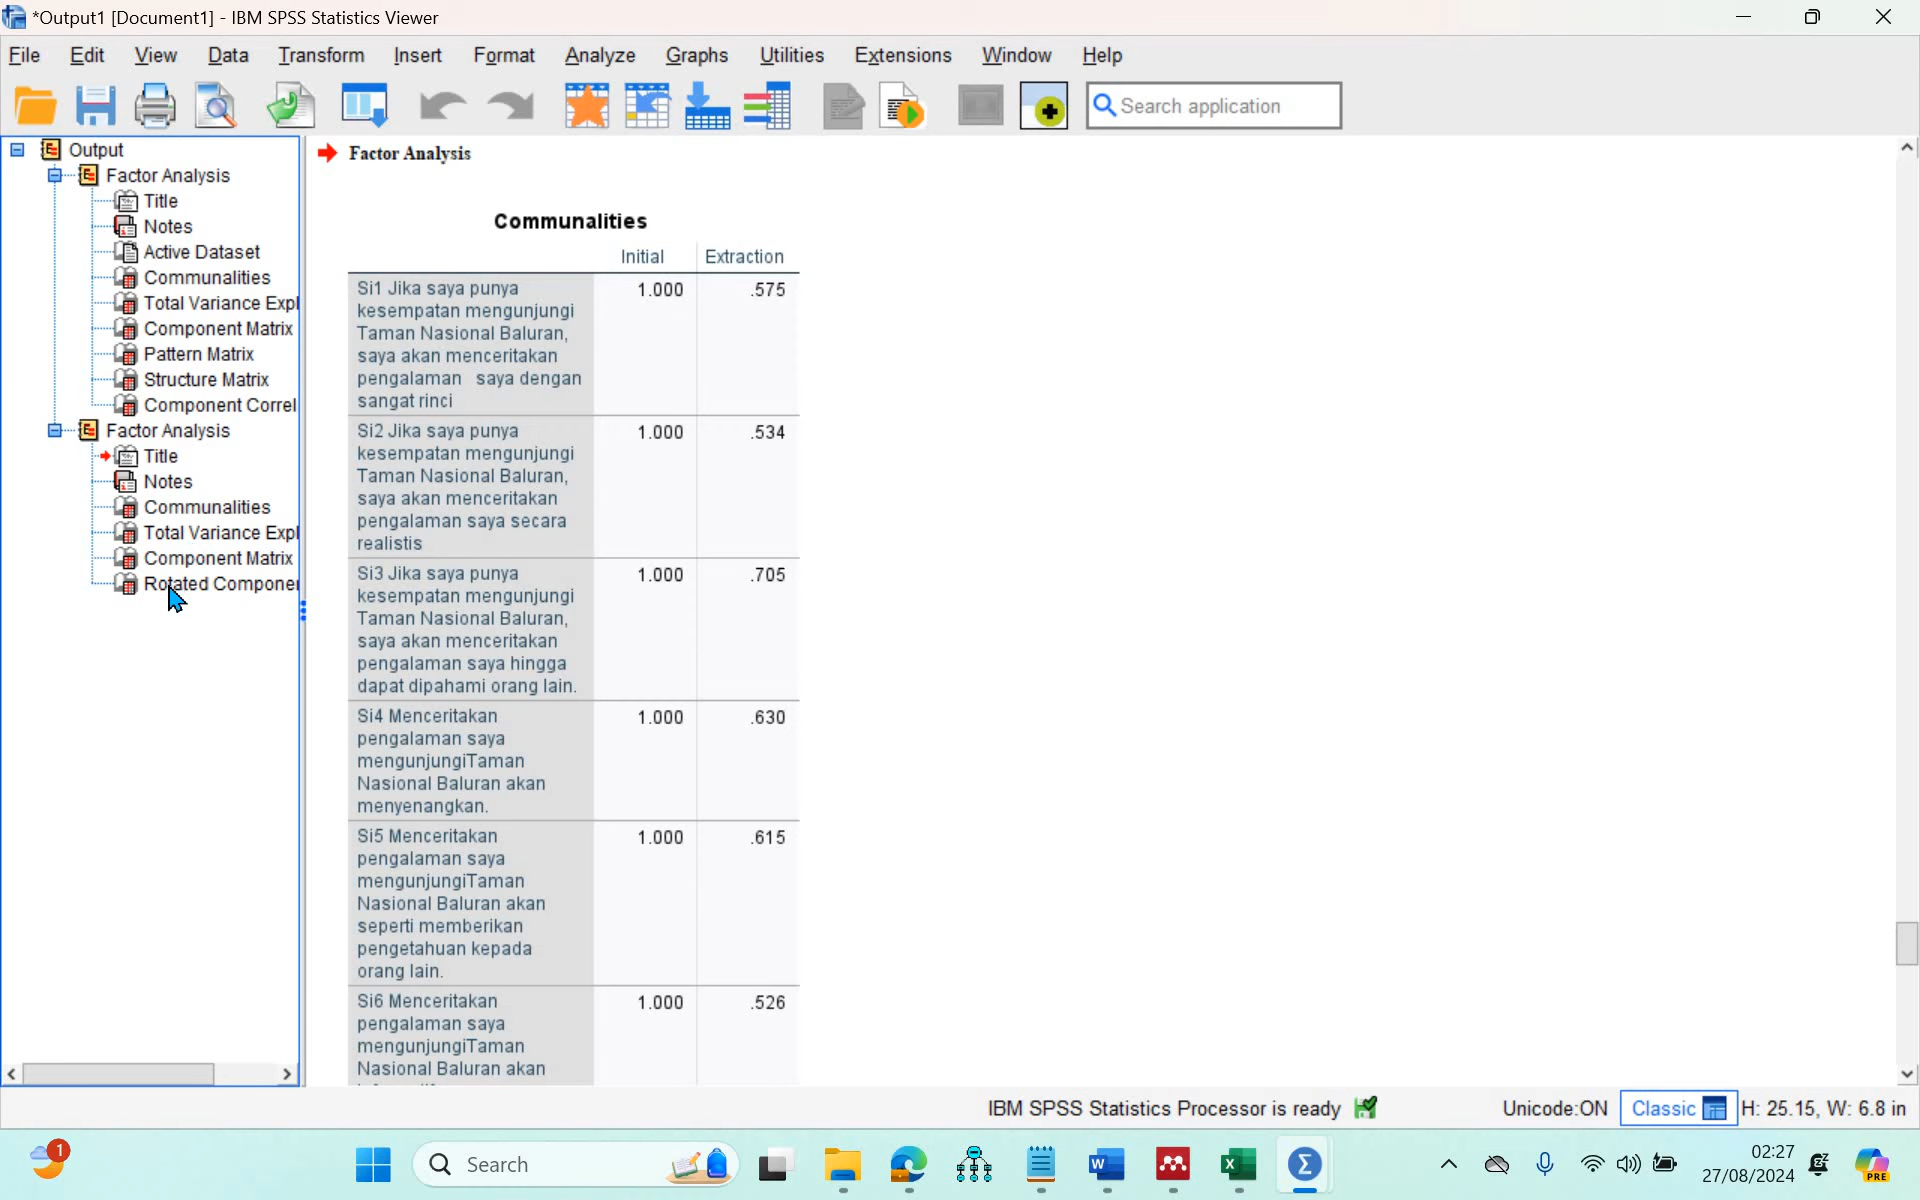 *Output1 [Document1] - IBM SPSS Statistics Viewer
File Edit View Data Transform Insert Format Analyze Graphs Utilities Extensions Window Help
Search application
Output
Factor Analysis
Title
Notes
Active Dataset
Communalities
Total Variance Expl
Component Matrix
Pattern Matrix
Structure Matrix
Component Correl
Factor Analysis
Title
Notes
Communalities
Total Variance Expl
Component Matrix
Rotated Componen
Factor Analysis
Communalities
Initial Extraction
Si1 Jika saya punya 1.000 .575
kesempatan mengunjungi
Taman Nasional Baluran,
saya akan menceritakan
pengalaman saya dengan
sangat rinci
Si2 Jika saya punya 1.000 .534
kesempatan mengunjungi
Taman Nasional Baluran,
saya akan menceritakan
pengalaman saya secara
realistis
Si3 Jika saya punya 1.000 .705
kesempatan mengunjungi
Taman Nasional Baluran,
saya akan menceritakan
pengalaman saya hingga
dapat dipahami orang lain.
Si4 Menceritakan 1.000 .630
pengalaman saya
mengunjungiTaman
Nasional Baluran akan
menyenangkan.
Si5 Menceritakan 1.000 .615
pengalaman saya
mengunjungiTaman
Nasional Baluran akan
seperti memberikan
pengetahuan kepada
orang lain.
Si6 Menceritakan 1.000 .526
pengalaman saya
mengunjungiTaman
Nasional Baluran akan
IBM SPSS Statistics Processor is ready
Unicode:ON Classic H: 25.15, W: 6.8 in
1
Search
02:27
27/08/2024
PRE